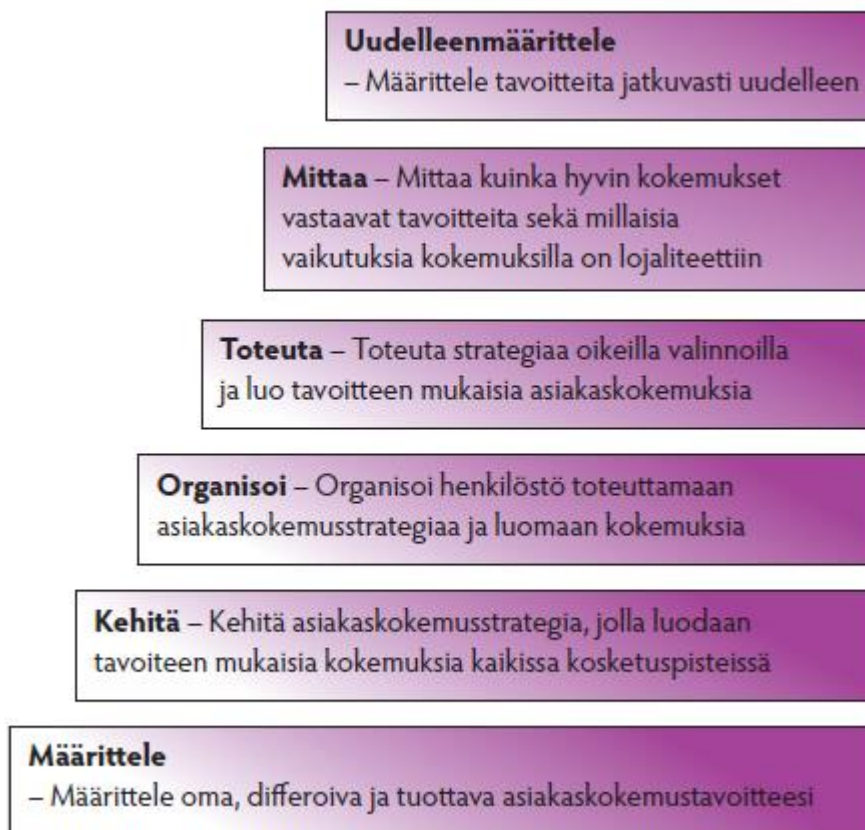 Uudelleenmäärittele
– Määrittele tavoitteita jatkuvasti uudelleen
Mittaa – Mittaa kuinka hyvin kokemukset
vastaavat tavoitteita sekä millaisia
vaikutuksia kokemuksilla on lojaliteettiin
Toteuta – Toteuta strategiaa oikeilla valinnoilla
ja luo tavoitteen mukaisia asiakaskokemuksia
Organisoi – Organisoi henkilöstö toteuttamaan
asiakaskokemusstrategiaa ja luomaan kokemuksia
Kehitä – Kehitä asiakaskokemusstrategia, jolla luodaan
tavoiteen mukaisia kokemuksia kaikissa kosketuspisteissä
Määrittele
– Määrittele oma, differoiva ja tuottava asiakaskokemustavoitteesi